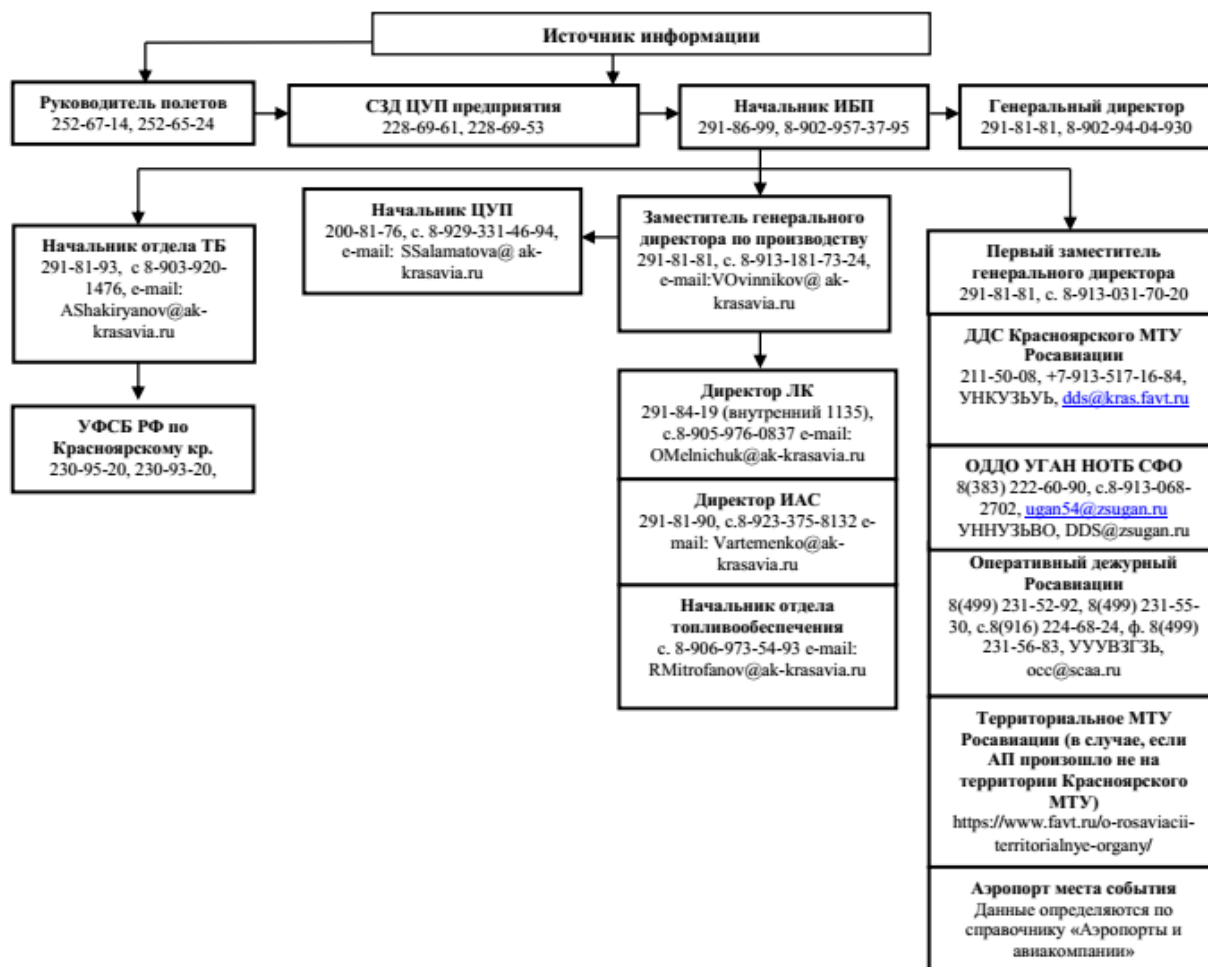 Источник информации
Руководитель полетов
252-67-14, 252-65-24
СЗД ЦУП предприятия
228-69-61, 228-69-53
Начальник ИБП
291-86-99, 8-902-957-37-95
Генеральный директор
291-81-81, 8-902-94-04-930
Начальник отдела ТБ
291-81-93, с 8-903-920-
1476, e-mail:
AShakiryanov@ak-
krasavia.ru
УФСБ РФ по
Красноярскому кр.
230-95-20, 230-93-20,
Начальник ЦУП
200-81-76, с. 8-929-331-46-94,
e-mail: SSalamatova@ ak-
krasavia.ru
Заместитель генерального
директора по производству
291-81-81, с. 8-913-181-73-24,
e-mail:VOvinnikov@ ak-
krasavia.ru
Директор ЛК
291-84-19 (внутренний 1135),
с.8-905-976-0837 e-mail:
OMelnichuk@ak-krasavia.ru
Директор ИАС
291-81-90, с.8-923-375-8132 e-
mail: Vartemenko@ak-
krasavia.ru
Начальник отдела
топливообеспечения
с. 8-906-973-54-93 e-mail:
RMitrofanov@ak-krasavia.ru
Первый заместитель
генерального директора
291-81-81, с. 8-913-031-70-20
ДДС Красноярского МТУ
Росавиации
211-50-08, +7-913-517-16-84,
УНКУЗЬУЬ, dds@kras.favt.ru
ОДДО УГАН НОТБ СФО
8(383) 222-60-90, с.8-913-068-
2702, ugan54@zsugan.ru
УННУЗЬВО, DDS@zsugan.ru
Оперативный дежурный
Росавиации
8(499) 231-52-92, 8(499) 231-55-
30, с.8(916) 224-68-24, ф. 8(499)
231-56-83, УУУВЗГЗЬ,
occ@scaa.ru
Территориальное МТУ
Росавиации (в случае, если
АП произошло не на
территории Красноярского
МТУ)
https://www.favt.ru/o-rosaviacii-
territorialnye-organy/
Аэропорт места события
Данные определяются по
справочнику «Аэропорты и
авиакомпании»